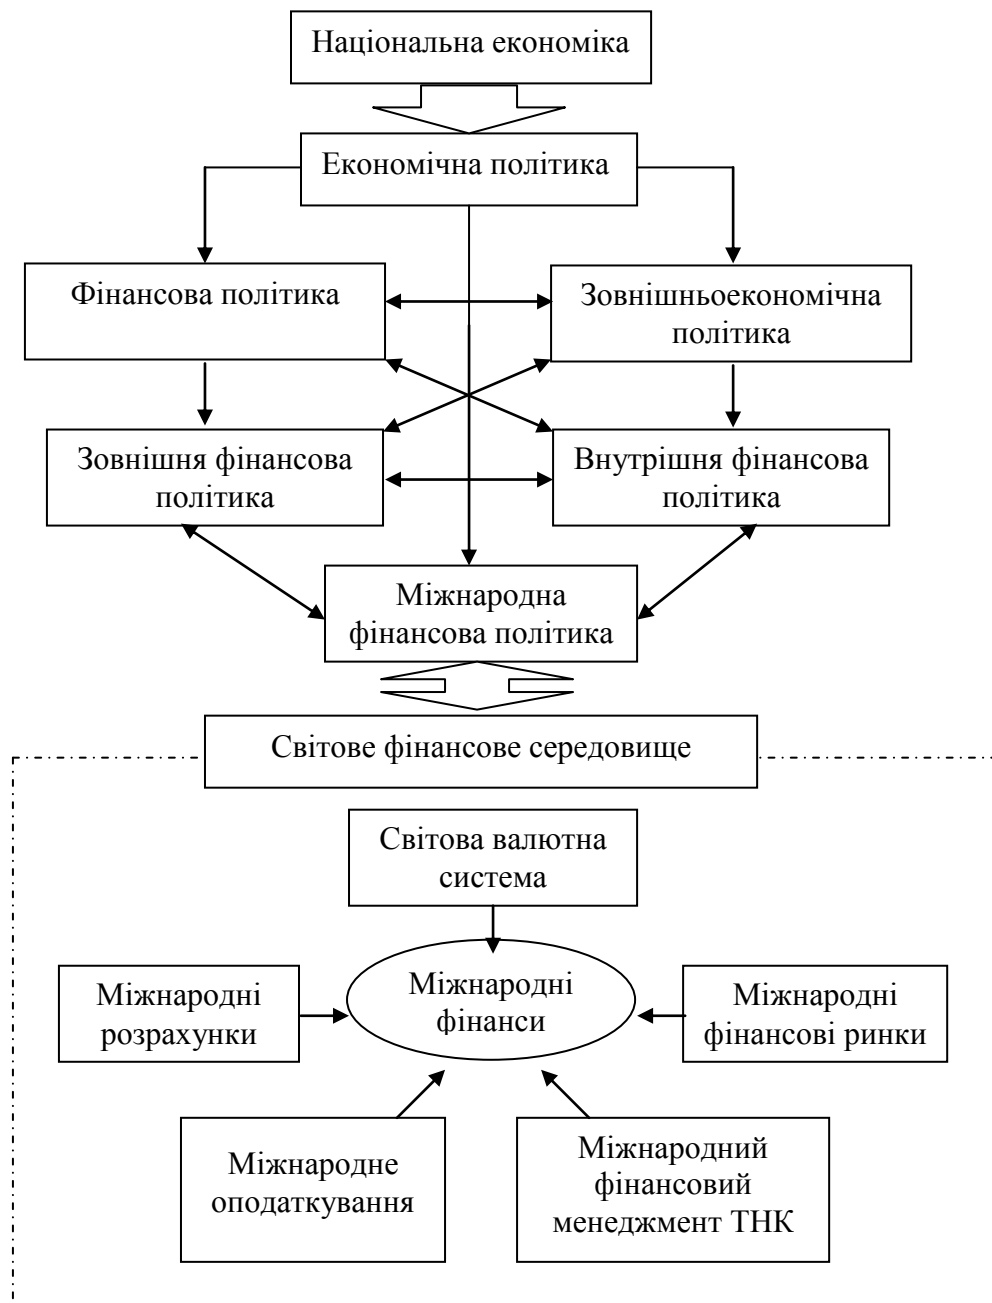 Національна економіка
Економічна політика
Фінансова політика
Зовнішньоекономічна
політика
Зовнішня фінансова
політика
Внутрішня фінансова
політика
Міжнародна
фінансова політика
Світове фінансове середовище
Світова валютна
система
Міжнародні
розрахунки
Міжнародні
фінанси
Міжнародні
фінансові ринки
Міжнародне
оподаткування
Міжнародний
фінансовий
менеджмент ТНК